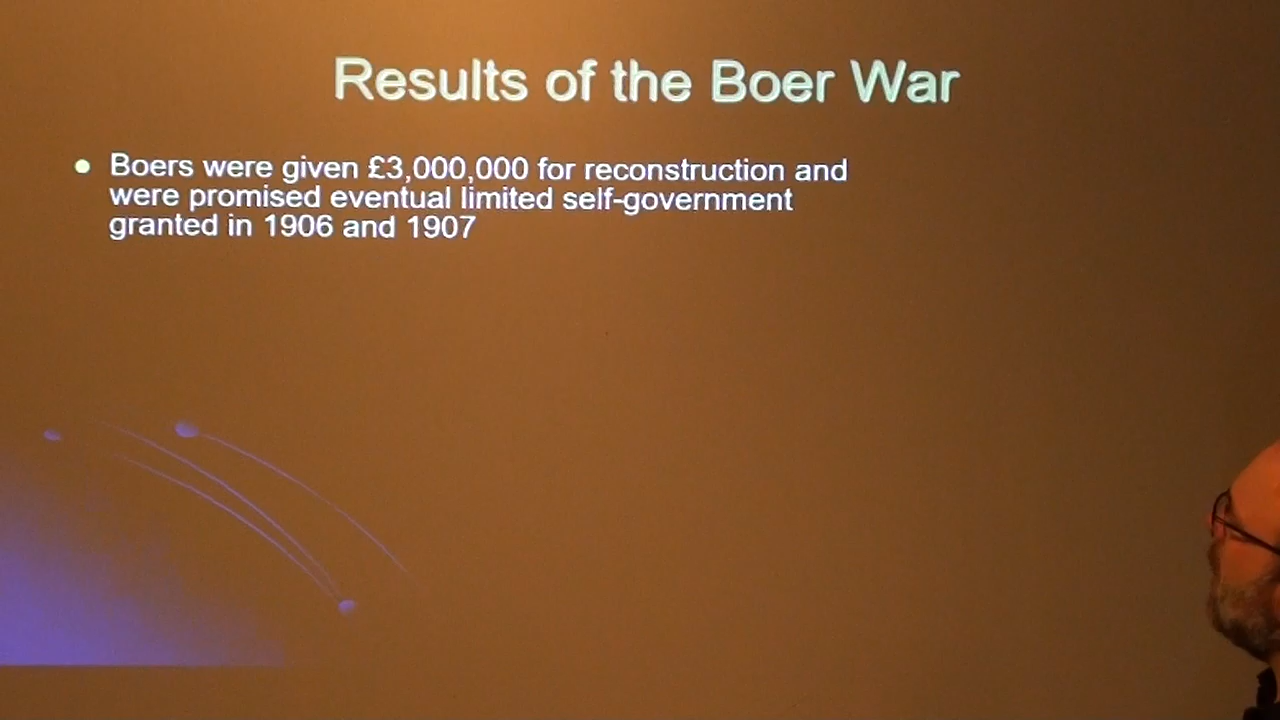 Results of the Boer War
● Boers were given £3,000,000 for reconstruction and
were promised eventual limited self-government
granted in 1906 and 1907